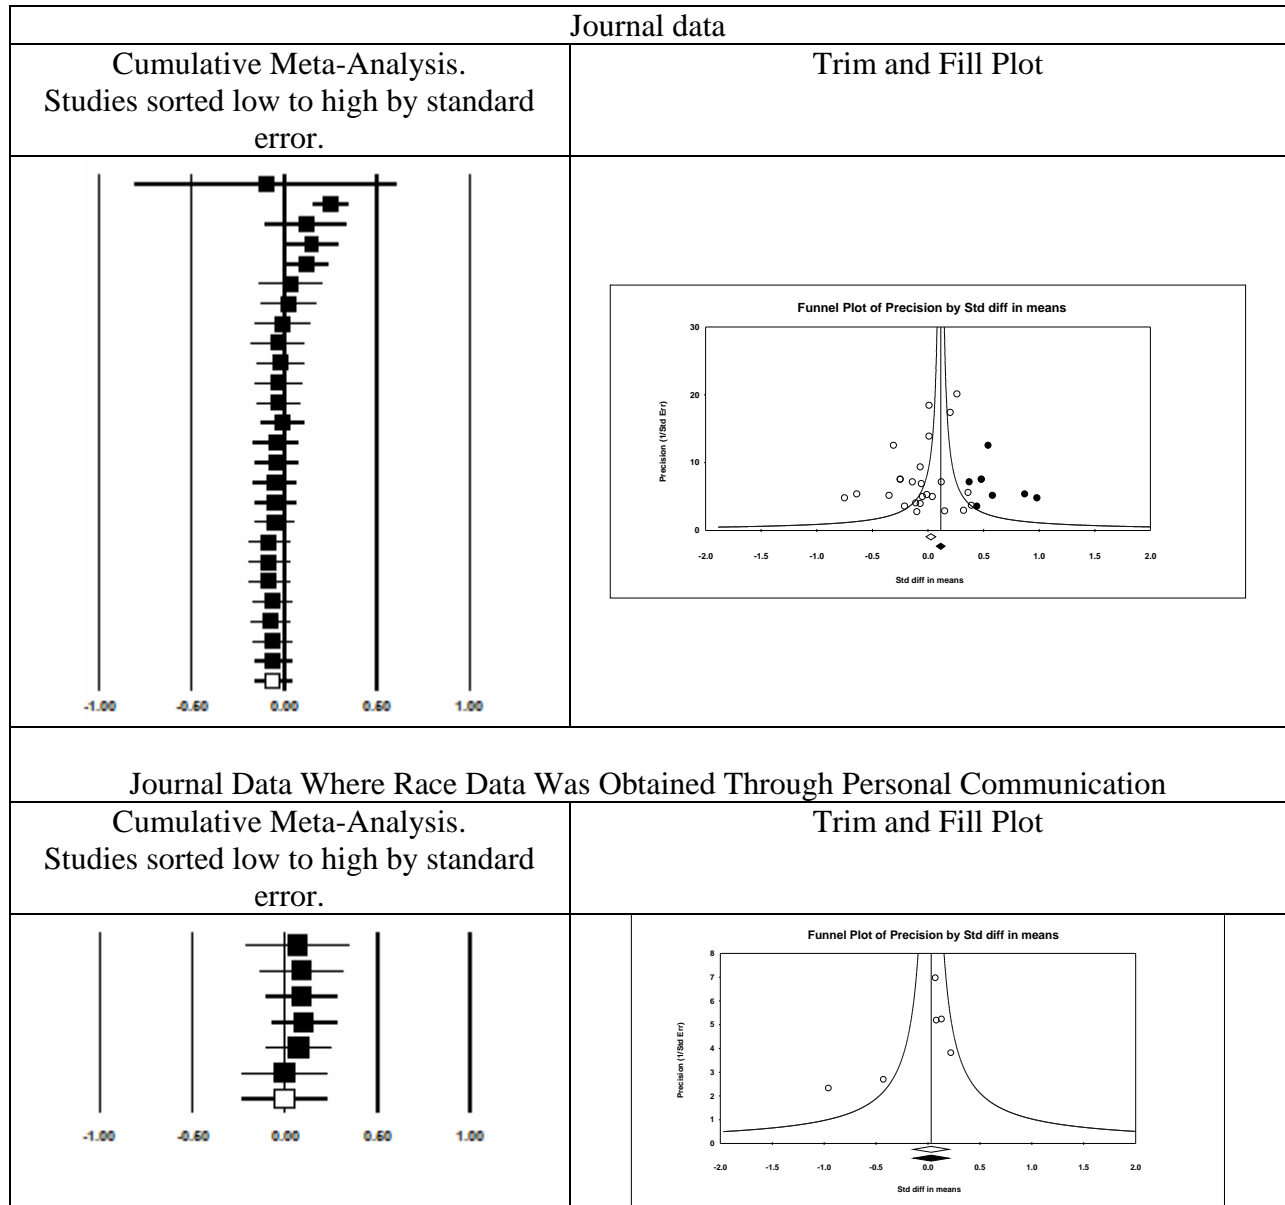 Journal data
Cumulative Meta-Analysis.
Studies sorted low to high by standard
error.
Trim and Fill Plot
-1.00 -0.50 0.00 0.50 1.00
Funnel Plot of Precision by Std diff in means
30
20
10
0
Precision (1/Std Err)
-2.0 -1.5 -1.0 -0.5 0.0 0.5 1.0 1.5 2.0
Std diff in means
Journal Data Where Race Data Was Obtained Through Personal Communication
Cumulative Meta-Analysis.
Studies sorted low to high by standard
error.
Trim and Fill Plot
-1.00 -0.50 0.00 0.50 1.00
Funnel Plot of Precision by Std diff in means
8
7
6
5
4
3
2
1
0
Precision (1/Std Err)
-2.0 -1.5 -1.0 -0.5 0.0 0.5 1.0 1.5 2.0
Std diff in means